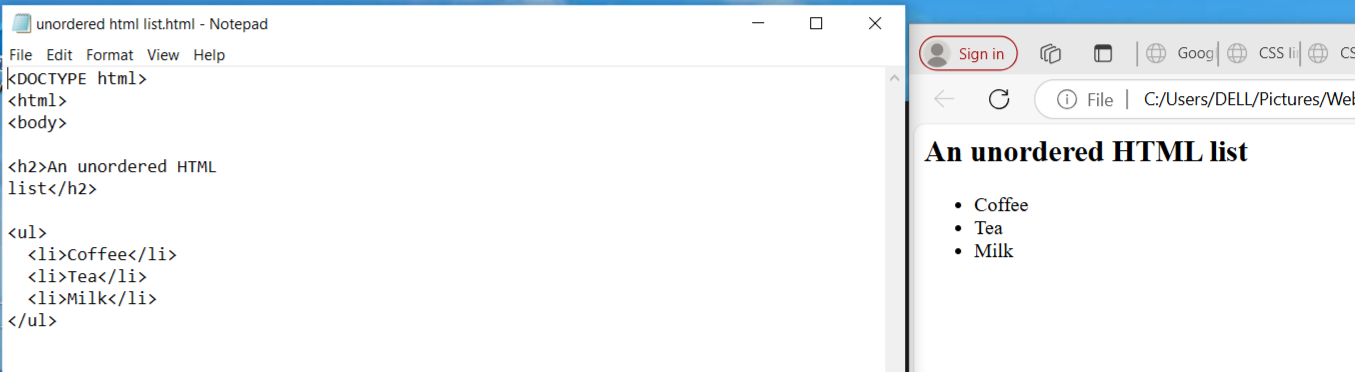 unordered html list.html - Notepad
File Edit Format View Help
<DOCTYPE html>
<html>
<body>
<h2>An unordered HTML
list</h2>
<ul>
<li>Coffee</li>
<li>Tea</li>
<li>Milk</li>
</ul>
Sign in
Goog
CSS li
CS
File
C:/Users/DELL/Pictures/Web
An unordered HTML list
• Coffee
• Tea
• Milk